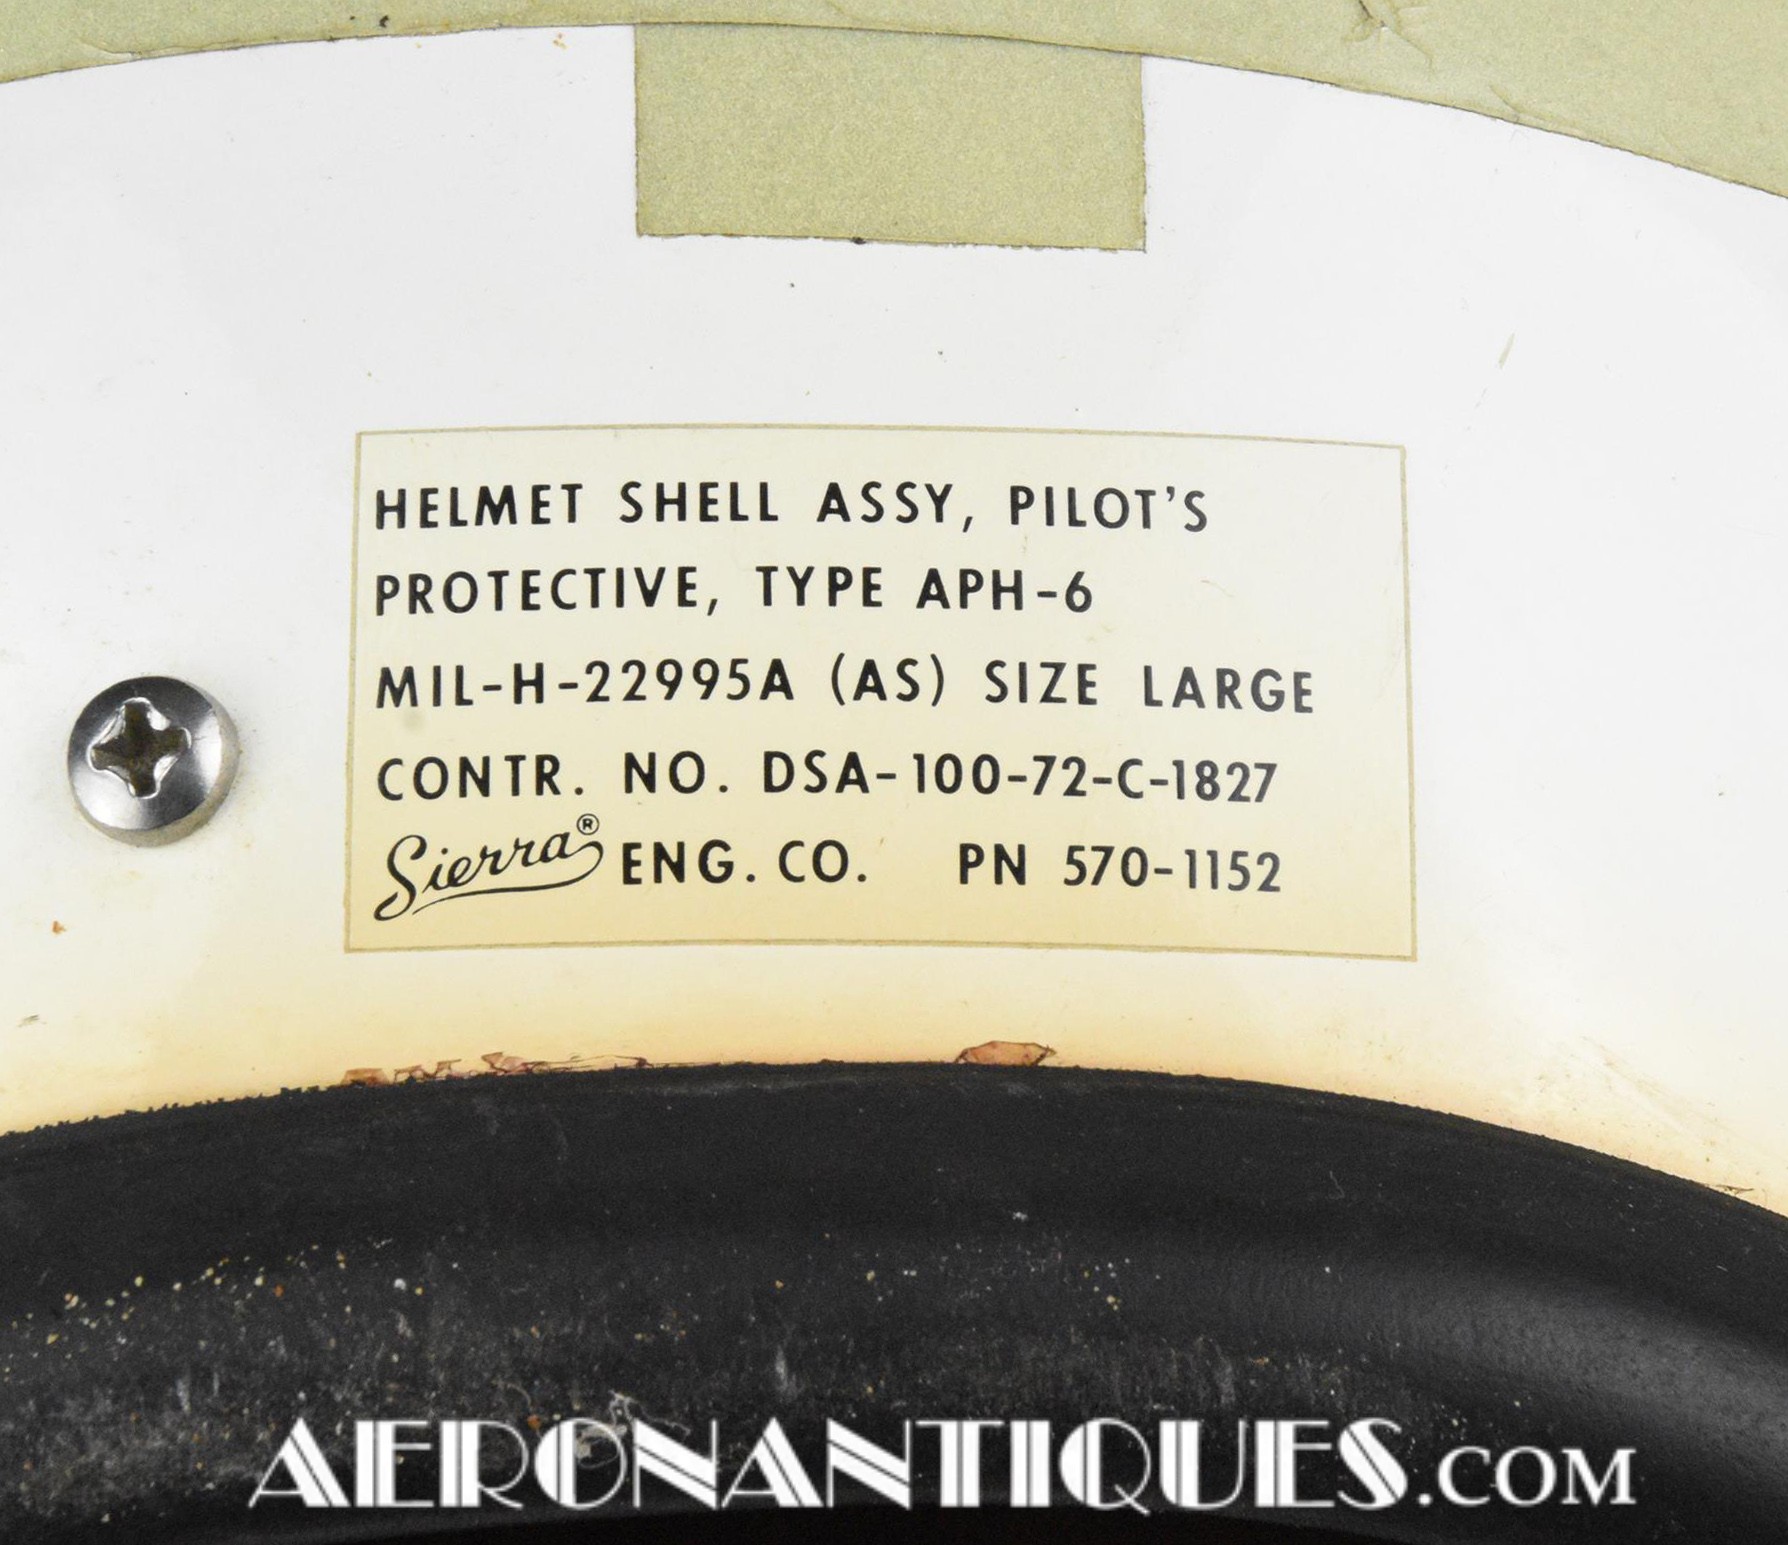 HELMET SHELL ASSY, PILOT'S
PROTECTIVE, TYPE APH-6
MIL-H-22995A (AS) SIZE LARGE
CONTR. NO. DSA-100-72-C-1827
Sierra® ENG. CO. PN 570-1152
AERONANTIQUES.COM